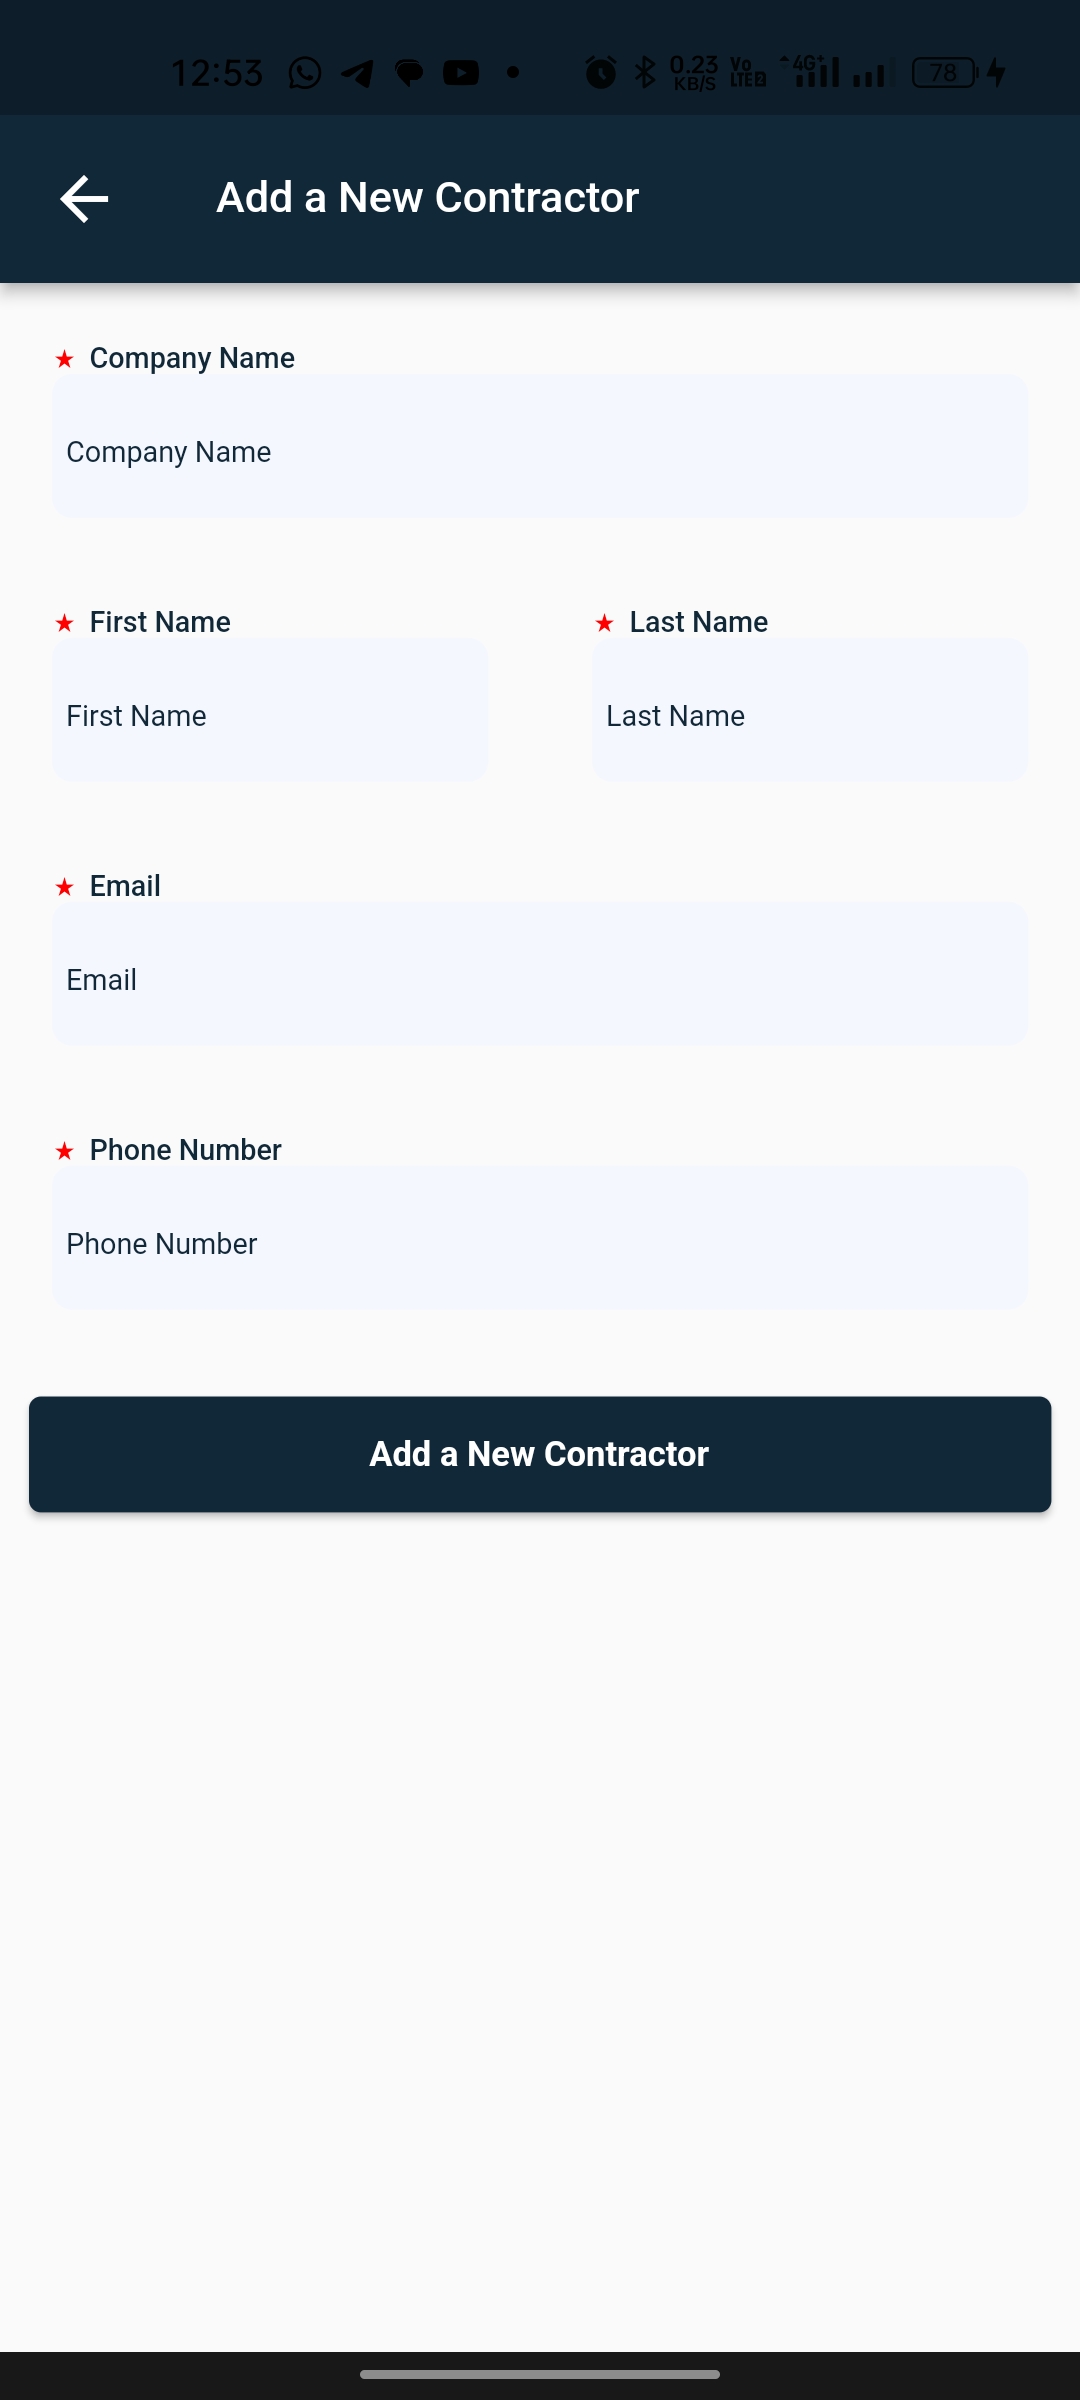 12:53 0.23 KB/S Vo LTE 2 4G+ 78
Add a New Contractor
★ Company Name
Company Name
★ First Name ★ Last Name
First Name Last Name
★ Email
Email
★ Phone Number
Phone Number
Add a New Contractor